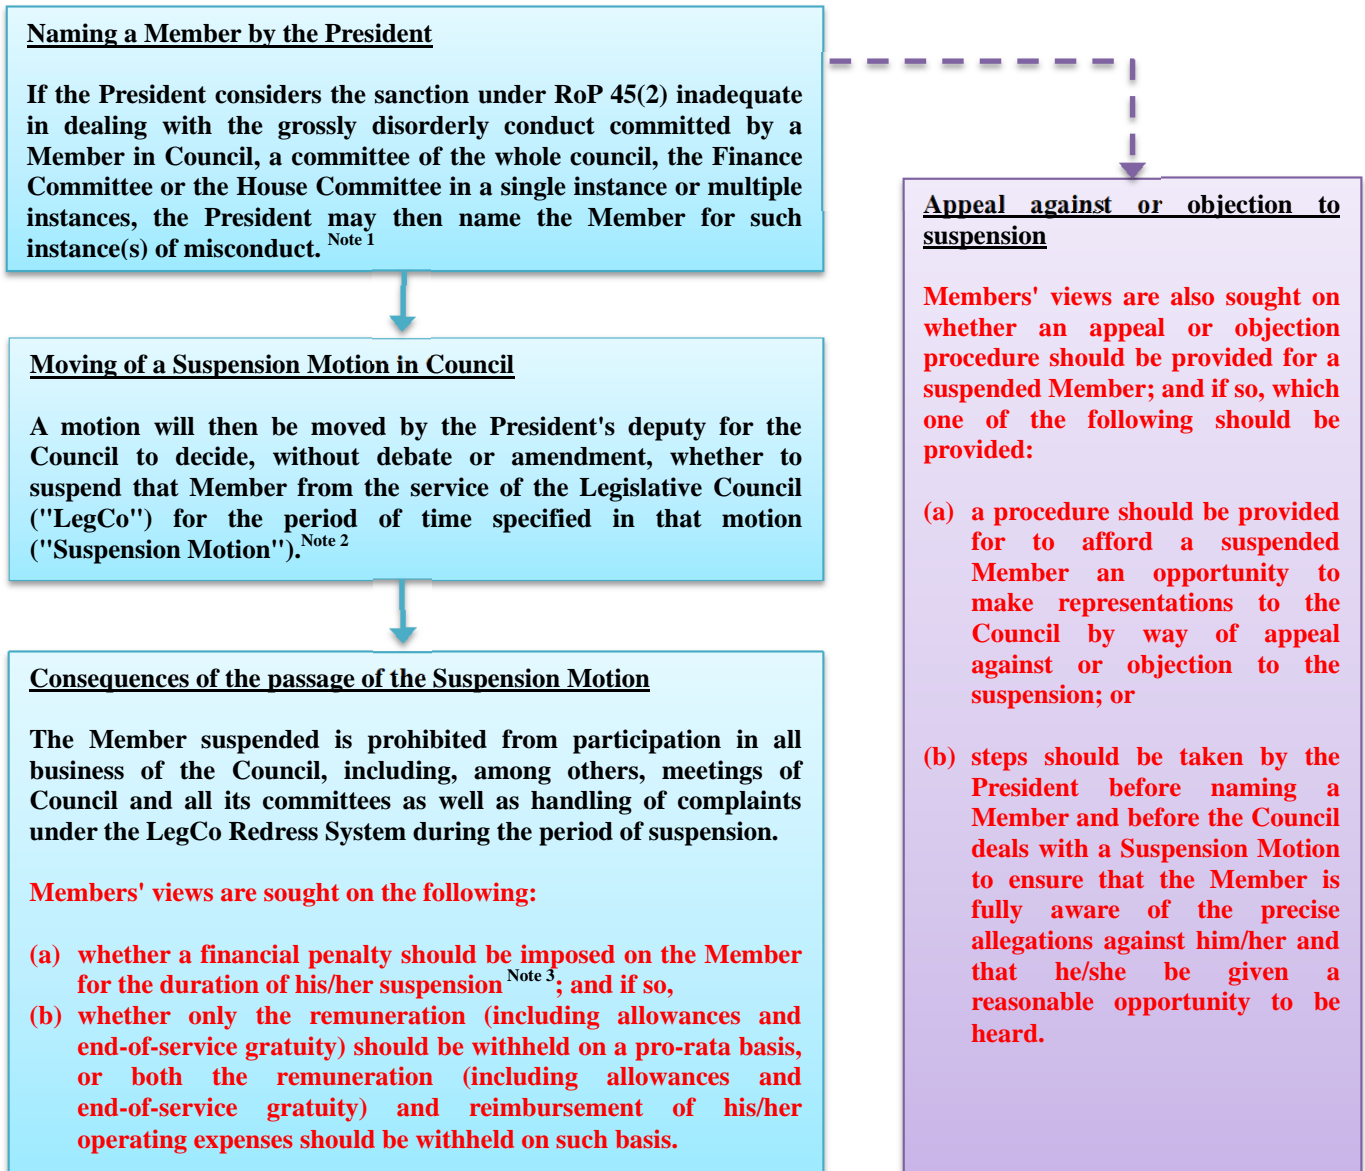 Naming a Member by the President
If the President considers the sanction under RoP 45(2) inadequate
in dealing with the grossly disorderly conduct committed by a
Member in Council, a committee of the whole council, the Finance
Committee or the House Committee in a single instance or multiple
instances, the President may then name the Member for such
instance(s) of misconduct. Note 1
Moving of a Suspension Motion in Council
A motion will then be moved by the President's deputy for the
Council to decide, without debate or amendment, whether to
suspend that Member from the service of the Legislative Council
("LegCo") for the period of time specified in that motion
("Suspension Motion"). Note 2
Consequences of the passage of the Suspension Motion
The Member suspended is prohibited from participation in all
business of the Council, including, among others, meetings of
Council and all its committees as well as handling of complaints
under the LegCo Redress System during the period of suspension.
Members' views are sought on the following:
(a) whether a financial penalty should be imposed on the Member
for the duration of his/her suspension Note 3; and if so,
(b) whether only the remuneration (including allowances and
end-of-service gratuity) should be withheld on a pro-rata basis,
or both the remuneration (including allowances and
end-of-service gratuity) and reimbursement of his/her
operating expenses should be withheld on such basis.
Appeal against or objection to
suspension
Members' views are also sought on
whether an appeal or objection
procedure should be provided for a
suspended Member; and if so, which
one of the following should be
provided:
(a) a procedure should be provided
for to afford a suspended
Member an opportunity to
make representations to the
Council by way of appeal
against or objection to the
suspension; or
(b) steps should be taken by the
President before naming a
Member and before the Council
deals with a Suspension Motion
to ensure that the Member is
fully aware of the precise
allegations against him/her and
that he/she be given a
reasonable opportunity to be
heard.